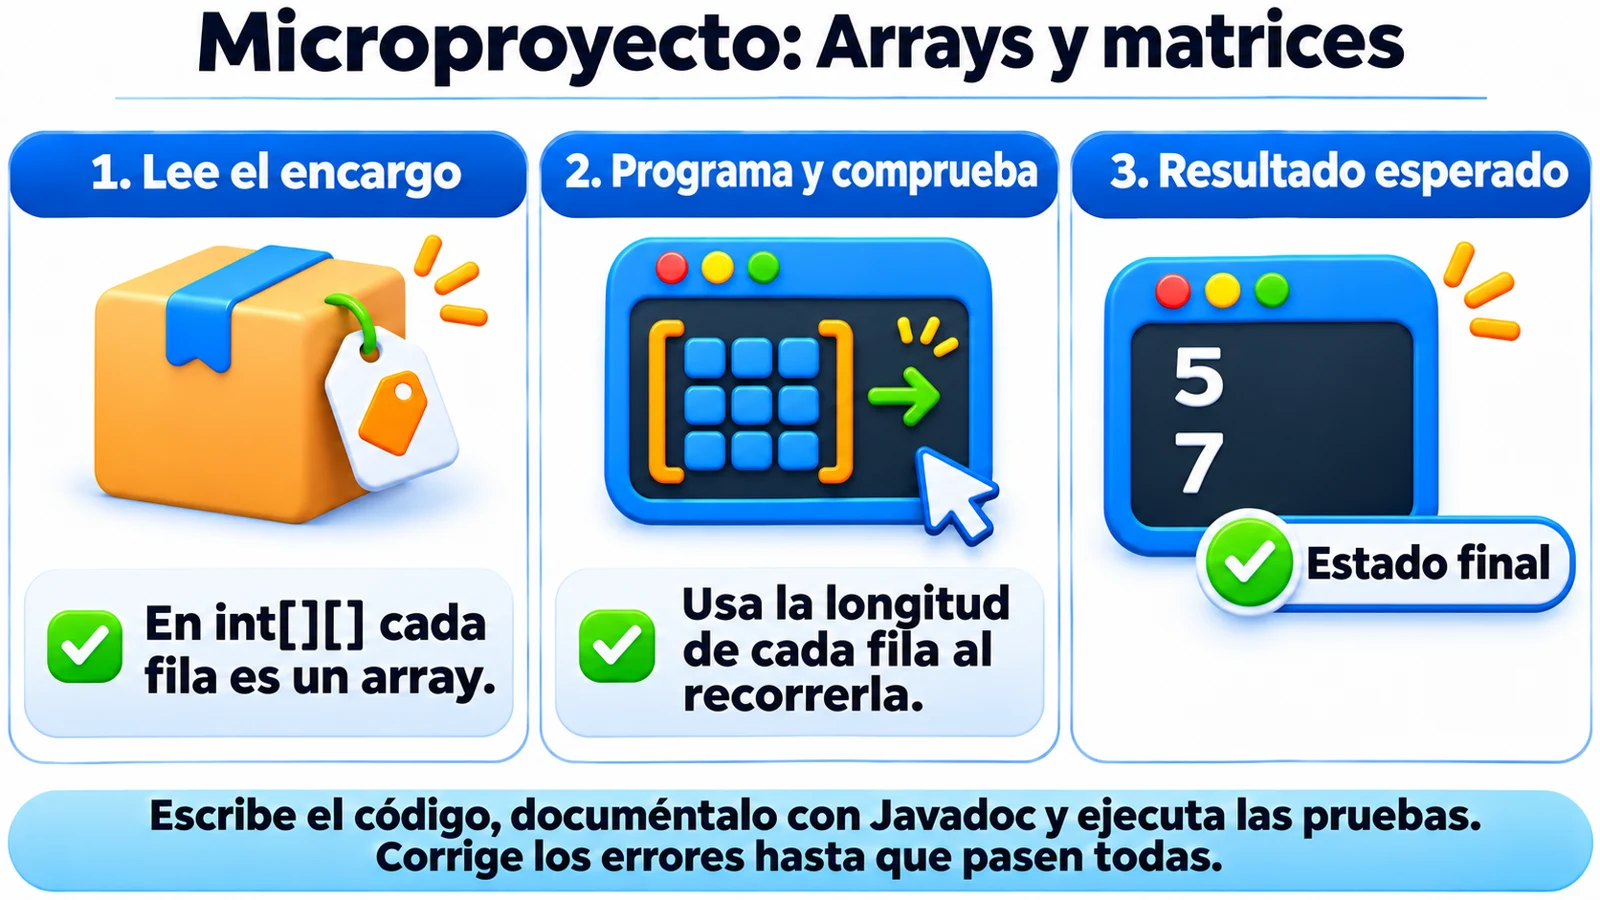 Microproyecto: Arrays y matrices
1. Lee el encargo
En int[][] cada
fila es un array.
2. Programa y comprueba
Usa la longitud
de cada fila al
recorrerla.
3. Resultado esperado
5
7
Estado final
Escribe el código, documéntalo con Javadoc y ejecuta las pruebas.
Corrige los errores hasta que pasen todas.